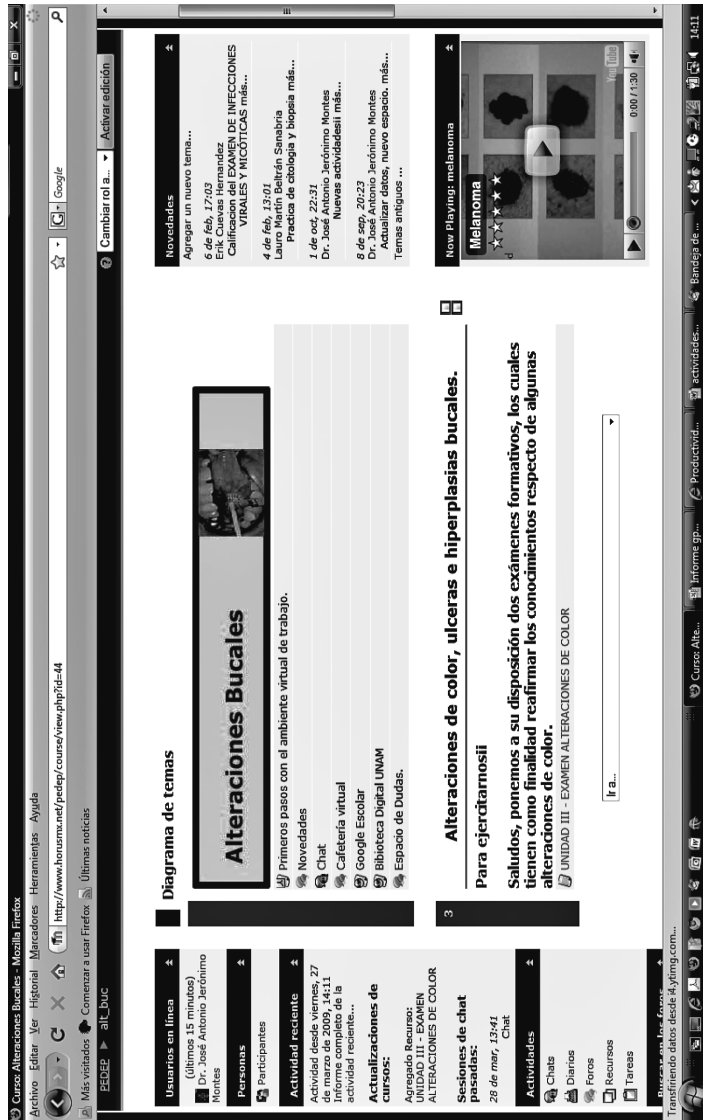 Curso: Alteraciones Bucales - Mozilla Firefox
Archivo Editar Ver Historial Marcadores Herramientas Ayuda
http://www.horusmx.net/pedep/course/view.php?id=44
Google
Más visitados Comenzar a usar Firefox Últimas noticias
PEDEP ► alt_buc
Cambiar rol a...
Activar edición
Usuarios en línea
(últimos 15 minutos)
Dr. José Antonio Jerónimo
Montes
Personas
Participantes
Actividad reciente
Actividad desde viernes, 27
de marzo de 2009, 14:11
Informe completo de la
actividad reciente...
Actualizaciones de
cursos:
Agregado Recurso:
UNIDAD III - EXAMEN
ALTERACIONES DE COLOR
Sesiones de chat
pasadas:
28 de mar, 13:41
Chat
Actividades
Chats
Diarios
Foros
Recursos
Tareas
Buscar en los foros
Diagrama de temas
Alteraciones Bucales
Primeros pasos con el ambiente virtual de trabajo.
Novedades
Chat
Cafetería virtual
Google Escolar
Bibioteca Digital UNAM
Espacio de Dudas.
3
Alteraciones de color, ulceras e hiperplasias bucales.
Para ejercitarnosii
Saludos, ponemos a su disposición dos exámenes formativos, los cuales
tienen como finalidad reafirmar los conocimientos respecto de algunas
alteraciones de color.
UNIDAD III - EXAMEN ALTERACIONES DE COLOR
Ir a...
Novedades
Agregar un nuevo tema...
6 de feb, 17:03
Erik Cuevas Hernandez
Calificacion del EXAMEN DE INFECCIONES
VIRALES Y MICÓTICAS más...
4 de feb, 13:01
Lauro Martín Beltrán Sanabria
Practica de citologia y biopsia más...
1 de oct, 22:31
Dr. José Antonio Jerónimo Montes
Nuevas actividadesii más...
8 de sep, 20:23
Dr. José Antonio Jerónimo Montes
Actualizar datos, nuevo espacio. más...
Temas antiguos ...
Now Playing: melanoma
Melanoma
d
You Tube
0:00 / 1:30
Transfiriendo datos desde i4.ytimg.com...
Curso: Alte...
Informe gp...
Productivid...
actividades...
Bandeja de ...
14:11